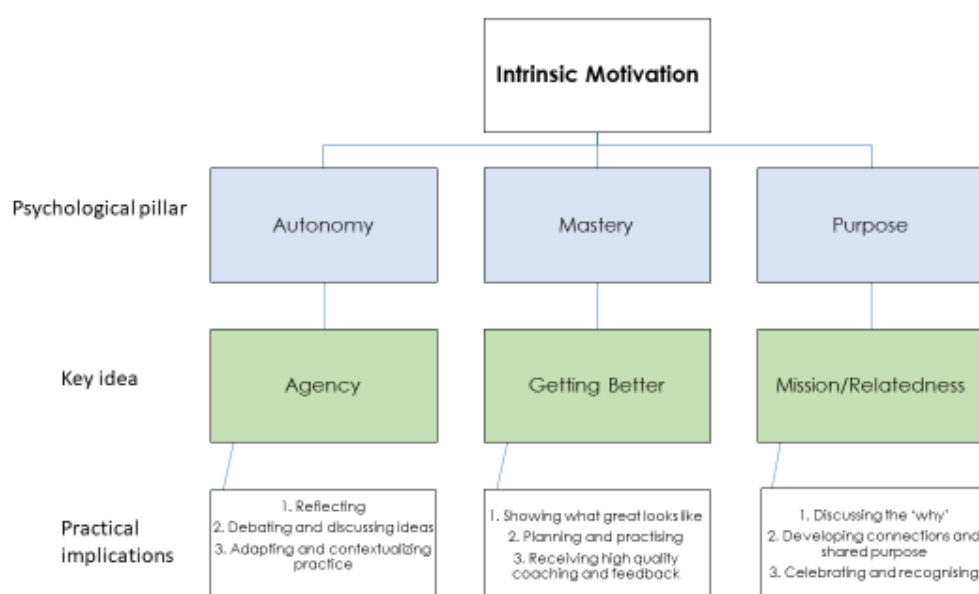 Intrinsic Motivation
Psychological pillar
Autonomy
Mastery
Purpose
Key idea
Agency
Getting Better
Mission/Relatedness
Practical
implications
1. Reflecting
2. Debating and discussing ideas
3. Adapting and contextualizing
practice
1. Showing what great looks like
2. Planning and practising
3. Receiving high quality
coaching and feedback
1. Discussing the 'why'
2. Developing connections and
shared purpose
3. Celebrating and recognising